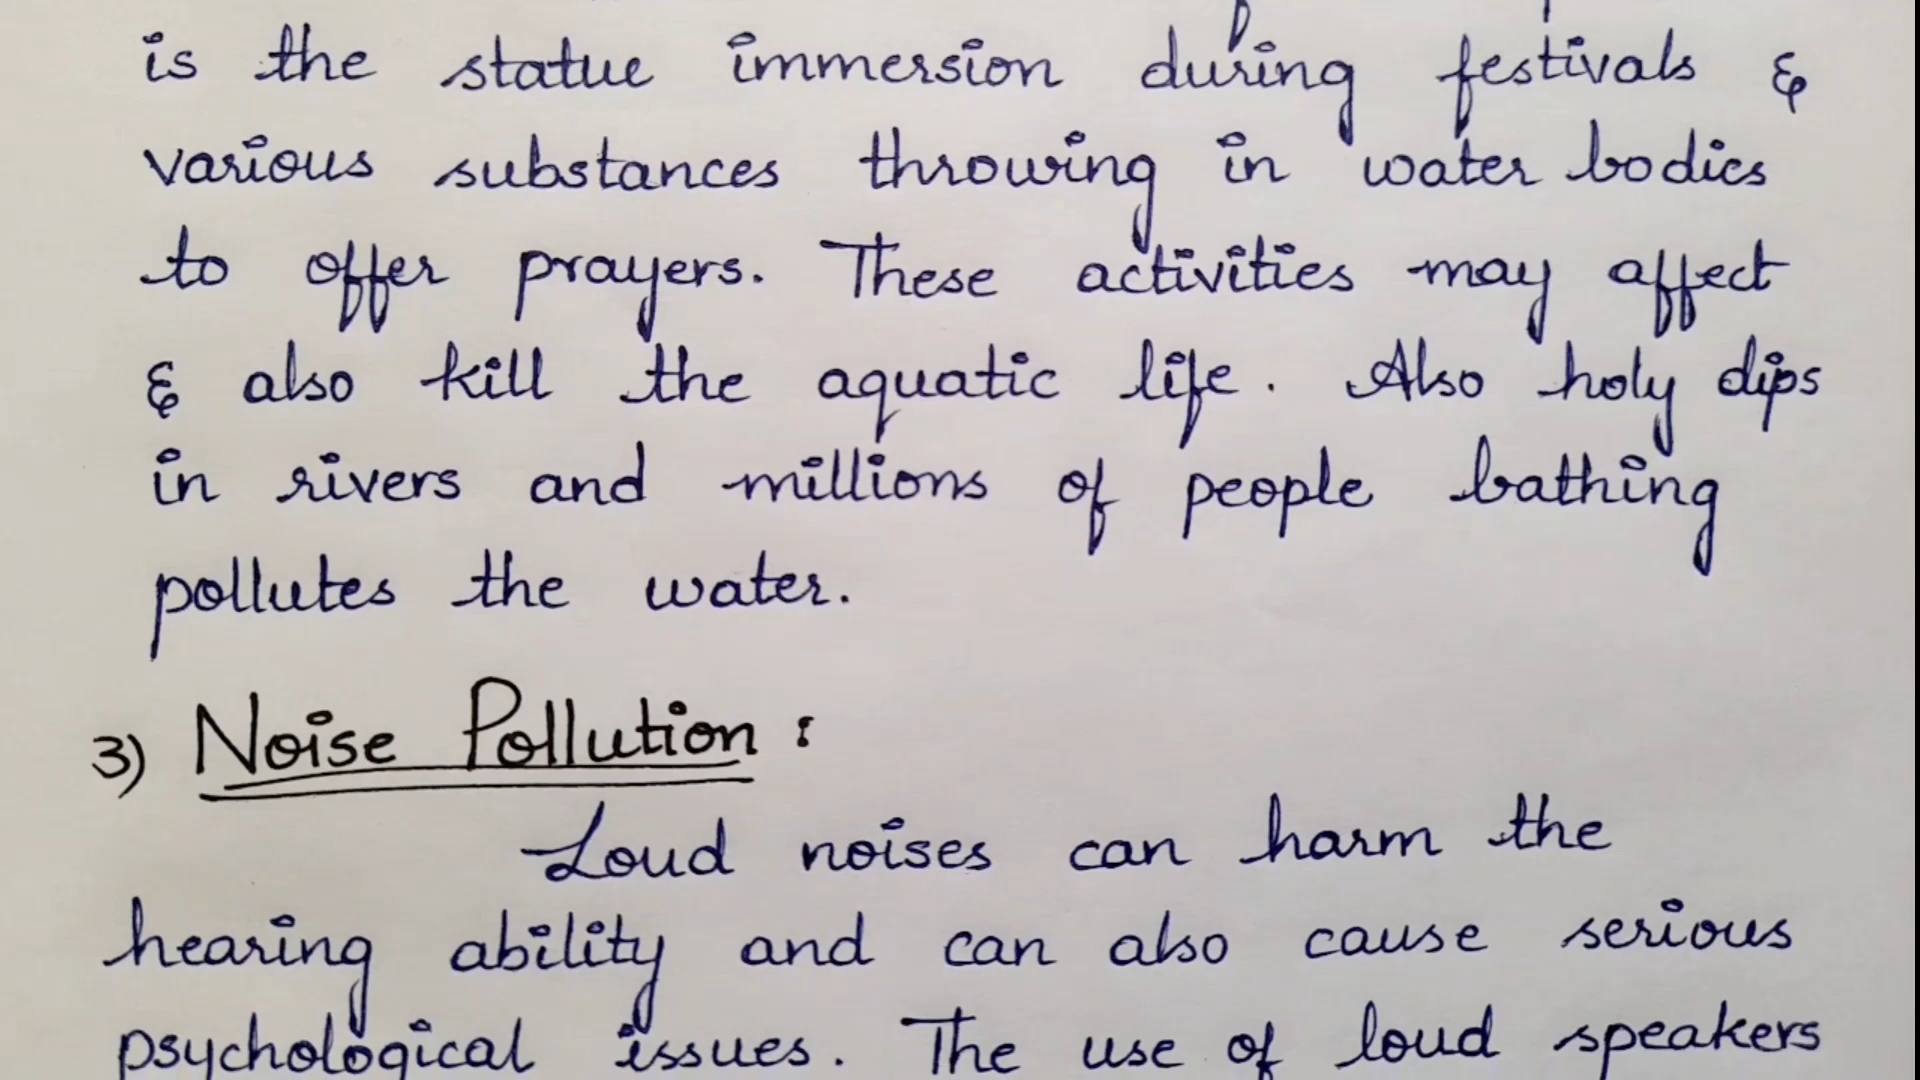 is the statue immersion during festivals &
various substances throwing in water bodies
to offer prayers. These activities may affect
& also kill the aquatic life. Also holy dips
in rivers and millions of people bathing
pollutes the water.
3) Noise Pollution :
Loud noises can harm the
hearing ability and can also cause serious
psychological issues. The use of loud speakers